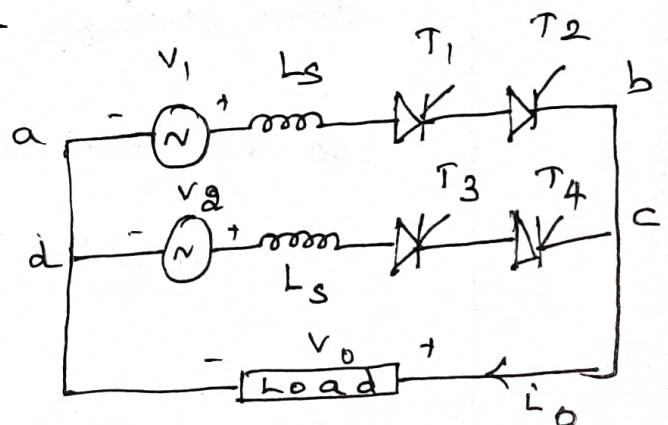 V1 Ls T1 T2
a - ~ + b
V2 T3 T4
d - ~ + c
Ls
- V0 +
Load
i0